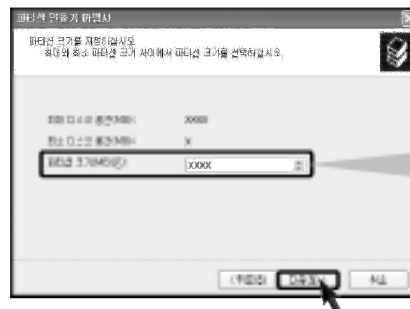 파티션 만들기 마법사
파티션 크기를 지정하십시오
최대와 최소 파티션 크기 사이에서 파티션 크기를 선택하십시오.
최대 디스크 공간(MB): XXXX
최소 디스크 공간(MB): X
파티션 크기(MB)(P): XXXX
<뒤로(B)
다음(N)>
취소